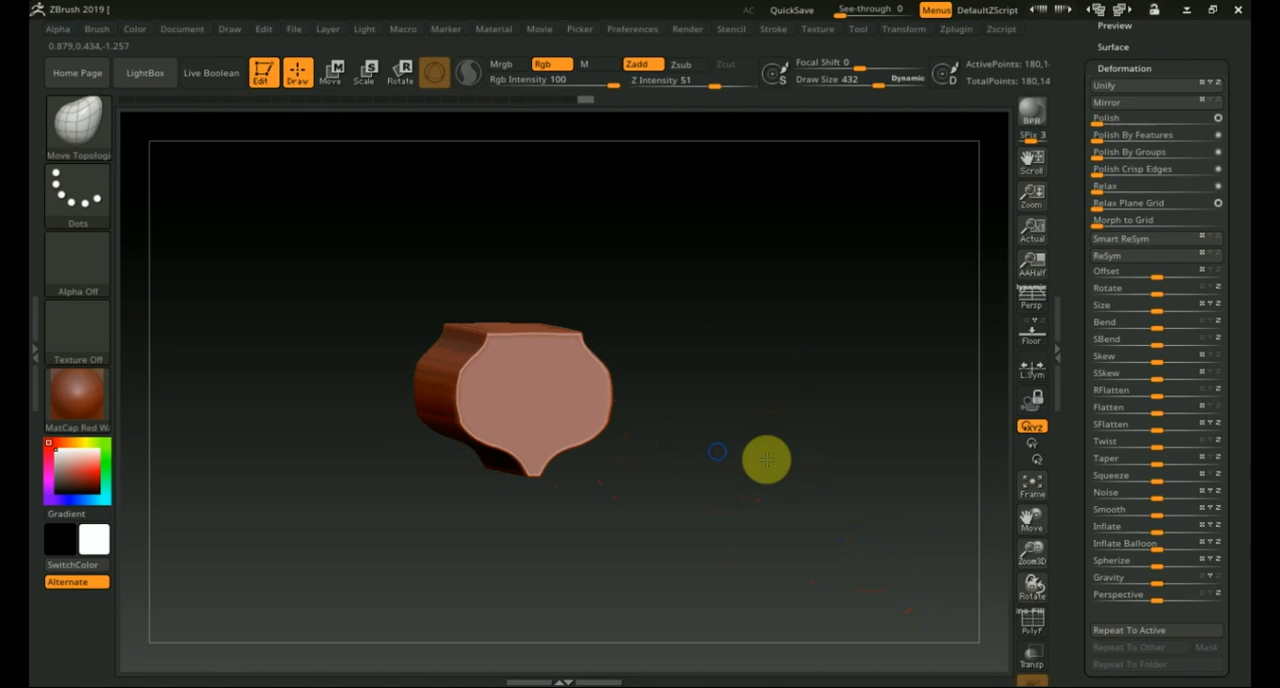 ZBrush 2019 [
AC QuickSave See-through 0 Menus DefaultZScript
Alpha Brush Color Document Draw Edit File Layer Light Macro Marker Material Movie Picker Preferences Render Stencil Stroke Texture Tool Transform Zplugin Zscript
0.879,0.434,-1.257
Home Page LightBox Live Boolean Edit Draw Move Scale Rotate
Mrgb Rgb M Zadd Zsub Zcut
Rgb Intensity 100 Z Intensity 51
Focal Shift 0
Draw Size 432 Dynamic
ActivePoints: 180,1
TotalPoints: 180,14
Move Topologi
Dots
Alpha Off
Texture Off
MatCap Red Wa
Gradient
SwitchColor
Alternate
BPR
SPix 3
Scroll
Zoom
Actual
AAHalf
Dynamic
Persp
Floor
L.Sym
XYZ
Frame
Move
Zoom3D
Rotate
PolyF
Transp
Preview
Surface
Deformation
Unify
Mirror
Polish
Polish By Features
Polish By Groups
Polish Crisp Edges
Relax
Relax Plane Grid
Morph to Grid
Smart ReSym
ReSym
Offset
Rotate
Size
Bend
SBend
Skew
SSkew
RFlatten
Flatten
SFlatten
Twist
Taper
Squeeze
Noise
Smooth
Inflate
Inflate Balloon
Spherize
Gravity
Perspective
Repeat To Active
Repeat To Other Mask
Repeat To Folder